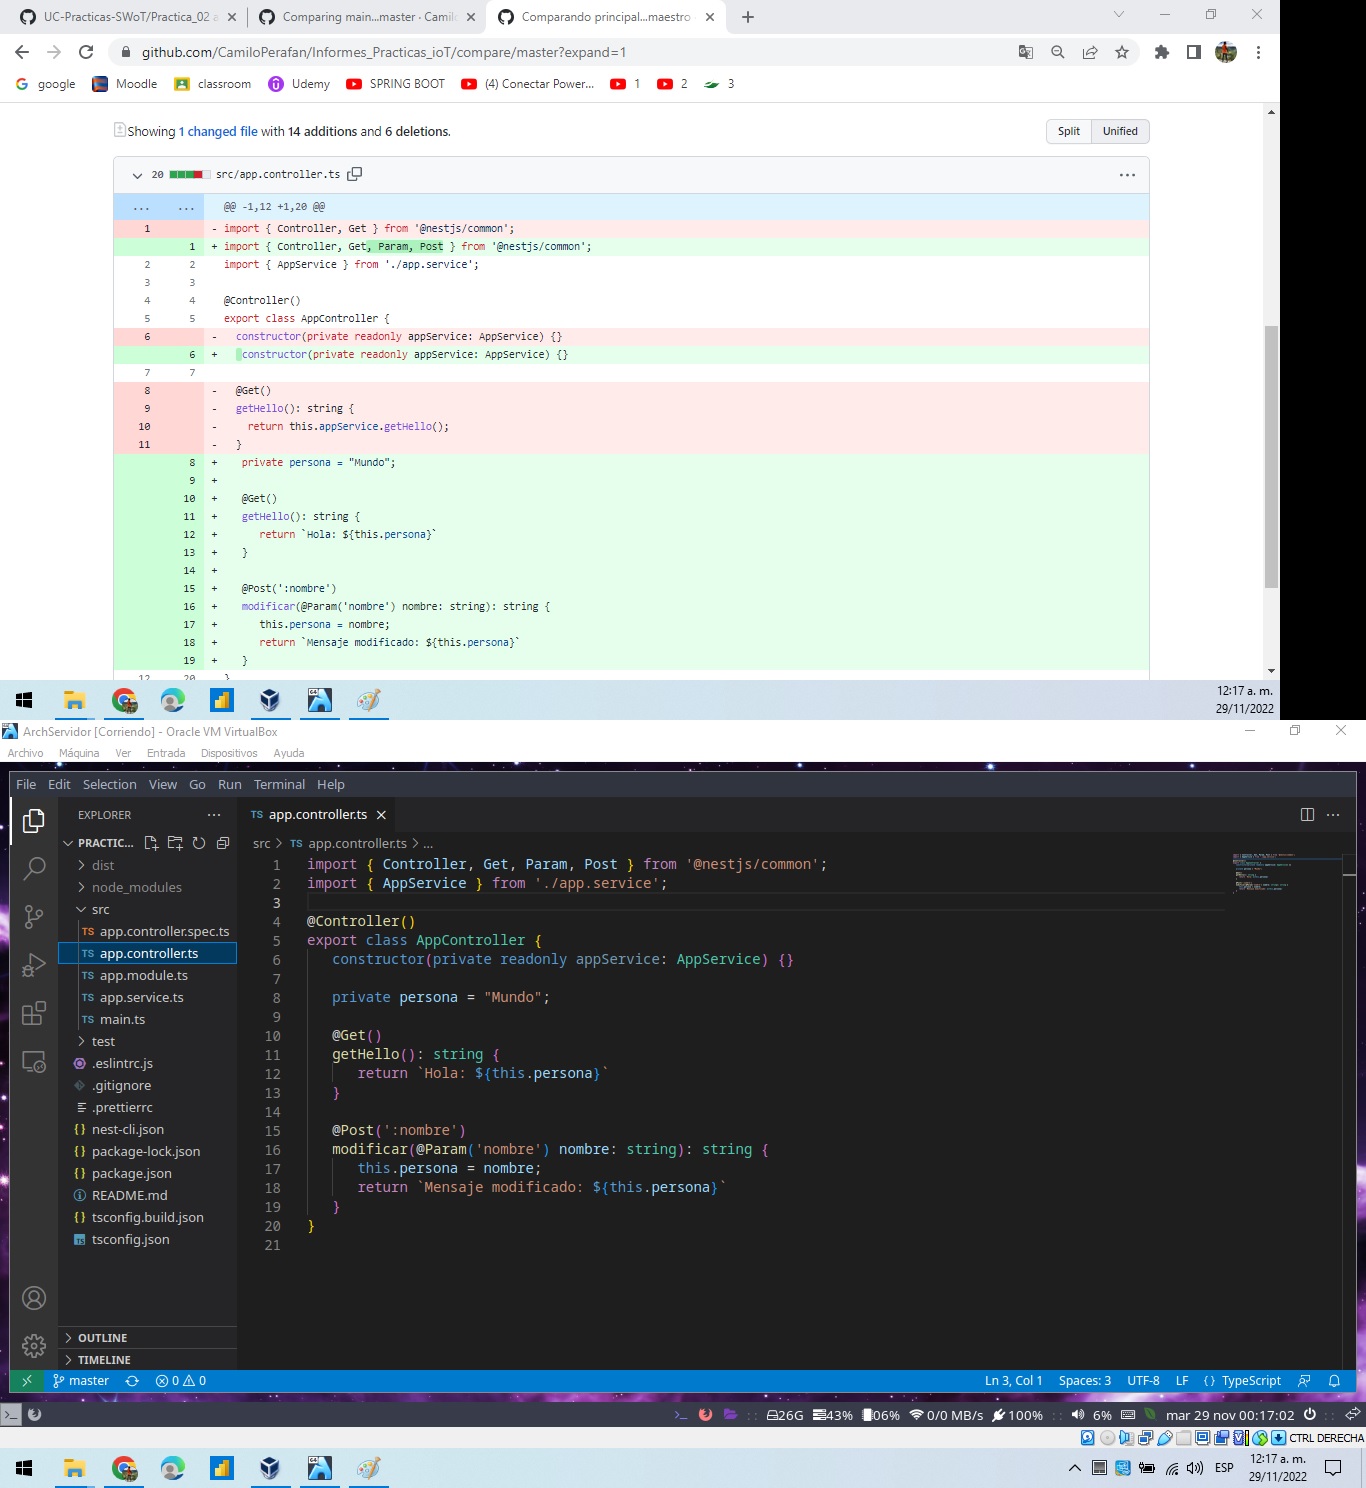 UC-Practicas-SWoT/Practica_02 a
Comparing main...master · Camilo
Comparando principal...maestro ·
github.com/CamiloPerafan/Informes_Practicas_ioT/compare/master?expand=1
google
Moodle
classroom
Udemy
SPRING BOOT
(4) Conectar Power...
1
2
3
Showing 1 changed file with 14 additions and 6 deletions.
Split
Unified
20 src/app.controller.ts
... ... @@ -1,12 +1,20 @@
1 - import { Controller, Get } from '@nestjs/common';
1 + import { Controller, Get, Param, Post } from '@nestjs/common';
2 2 import { AppService } from './app.service';
3 3
4 4 @Controller()
5 5 export class AppController {
6 - constructor(private readonly appService: AppService) {}
6 + constructor(private readonly appService: AppService) {}
7 7
8 - @Get()
9 - getHello(): string {
10 - return this.appService.getHello();
11 - }
8 + private persona = "Mundo";
9 +
10 + @Get()
11 + getHello(): string {
12 + return `Hola: ${this.persona}`
13 + }
14 +
15 + @Post(':nombre')
16 + modificar(@Param('nombre') nombre: string): string {
17 + this.persona = nombre;
18 + return `Mensaje modificado: ${this.persona}`
19 + }
12 20 }
12:17 a. m.
29/11/2022
ArchServidor [Corriendo] - Oracle VM VirtualBox
Archivo Máquina Ver Entrada Dispositivos Ayuda
File Edit Selection View Go Run Terminal Help
EXPLORER
PRACTIC...
dist
node_modules
src
TS app.controller.spec.ts
TS app.controller.ts
TS app.module.ts
TS app.service.ts
TS main.ts
test
.eslintrc.js
.gitignore
.prettierrc
{} nest-cli.json
{} package-lock.json
{} package.json
README.md
{} tsconfig.build.json
tsconfig.json
OUTLINE
TIMELINE
TS app.controller.ts
src > TS app.controller.ts > ...
1 import { Controller, Get, Param, Post } from '@nestjs/common';
2 import { AppService } from './app.service';
3
4 @Controller()
5 export class AppController {
6 constructor(private readonly appService: AppService) {}
7
8 private persona = "Mundo";
9
10 @Get()
11 getHello(): string {
12 return `Hola: ${this.persona}`
13 }
14
15 @Post(':nombre')
16 modificar(@Param('nombre') nombre: string): string {
17 this.persona = nombre;
18 return `Mensaje modificado: ${this.persona}`
19 }
20 }
21
master 0 0 Ln 3, Col 1 Spaces: 3 UTF-8 LF {} TypeScript
26G 43% 06% 0/0 MB/s 100% 6% mar 29 nov 00:17:02
CTRL DERECHA
ESP
12:17 a. m.
29/11/2022